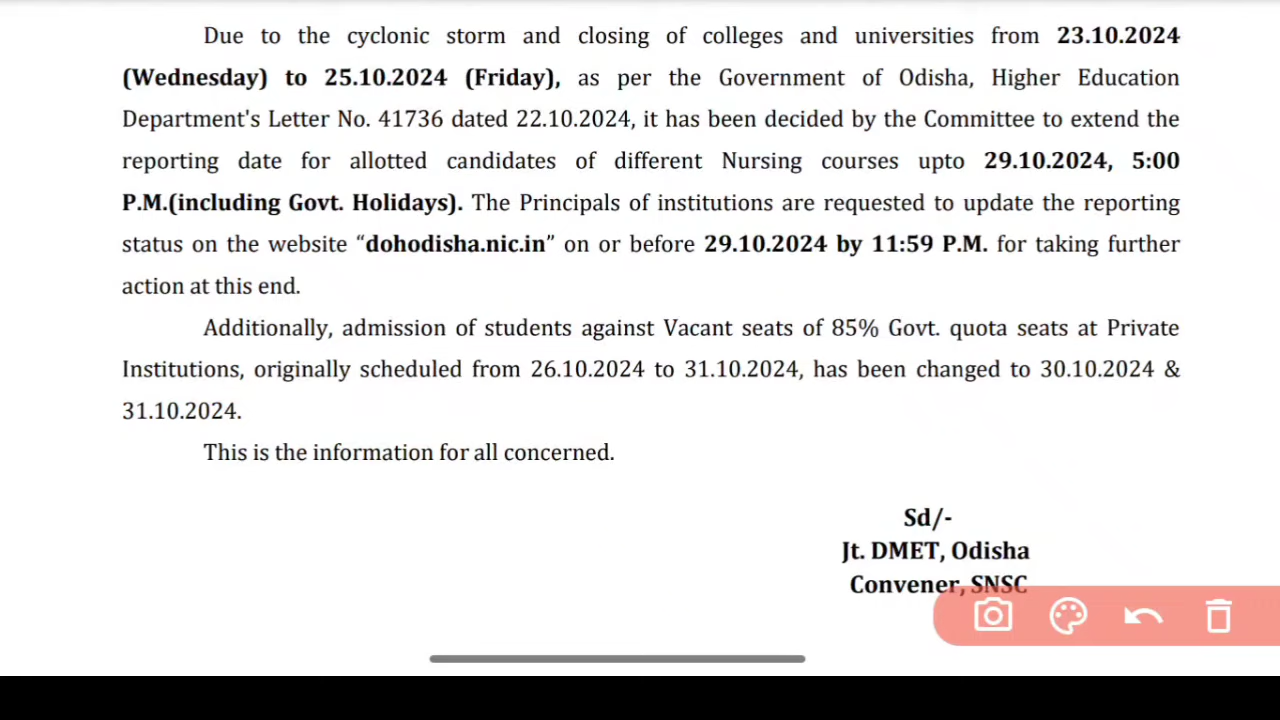 Due to the cyclonic storm and closing of colleges and universities from 23.10.2024
(Wednesday) to 25.10.2024 (Friday), as per the Government of Odisha, Higher Education
Department's Letter No. 41736 dated 22.10.2024, it has been decided by the Committee to extend the
reporting date for allotted candidates of different Nursing courses upto 29.10.2024, 5:00
P.M.(including Govt. Holidays). The Principals of institutions are requested to update the reporting
status on the website “dohodisha.nic.in” on or before 29.10.2024 by 11:59 P.M. for taking further
action at this end.
Additionally, admission of students against Vacant seats of 85% Govt. quota seats at Private
Institutions, originally scheduled from 26.10.2024 to 31.10.2024, has been changed to 30.10.2024 &
31.10.2024.
This is the information for all concerned.
Sd/-
Jt. DMET, Odisha
Convener, SNSC